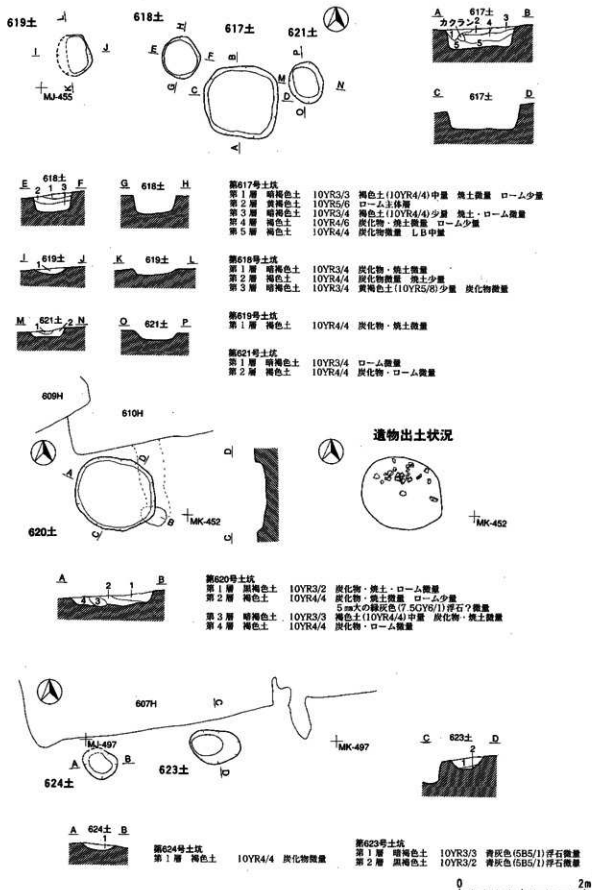 619土
618土
617土
621土
L
H
P
A 617土 B
カクラン 2 4 3
1
5 5
I
J
E
F
B
C
M
D
N
K
G
O
A
MJ-455
C 617土 D
E 618土 F
2 1 3
G 618土 H
I 619土 J
1
K 619土 L
M 621土 N
1 2
O 621土 P
第617号土坑
第1層 暗褐色土 10YR3/3 褐色土(10YR4/4)中量 焼土微量 ローム少量
第2層 黄褐色土 10YR5/6 ローム主体層
第3層 暗褐色土 10YR3/4 褐色土(10YR4/4)少量 焼土・ローム微量
第4層 褐色土 10YR4/6 炭化物・焼土微量 ローム少量
第5層 褐色土 10YR4/4 炭化物微量 LB中量
第618号土坑
第1層 暗褐色土 10YR3/4 炭化物・焼土微量
第2層 褐色土 10YR4/4 炭化物微量 焼土少量
第3層 暗褐色土 10YR3/4 黄褐色土(10YR5/8)少量 炭化物微量
第619号土坑
第1層 褐色土 10YR4/4 炭化物・焼土微量
第621号土坑
第1層 暗褐色土 10YR3/4 ローム微量
第2層 褐色土 10YR4/4 炭化物・ローム微量
609H
610H
遺物出土状況
A
D
B
C
D
C
MK-452
MK-452
620土
A 2 1 B
4 3
第620号土坑
第1層 黒褐色土 10YR3/2 炭化物・焼土・ローム微量
第2層 褐色土 10YR4/4 炭化物・焼土微量 ローム少量
5㎜大の緑灰色(7.5GY6/1)浮石?微量
第3層 暗褐色土 10YR3/3 褐色土(10YR4/4)中量 炭化物・焼土微量
第4層 褐色土 10YR4/4 炭化物・ローム微量
607H
C
MJ-497
MK-497
A
B
D
624土
623土
C 623土 D
2
1
A 624土 B
1
第624号土坑
第1層 褐色土 10YR4/4 炭化物微量
第623号土坑
第1層 暗褐色土 10YR3/3 青灰色(5B5/1)浮石微量
第2層 黒褐色土 10YR3/2 青灰色(5B5/1)浮石微量
0 2m